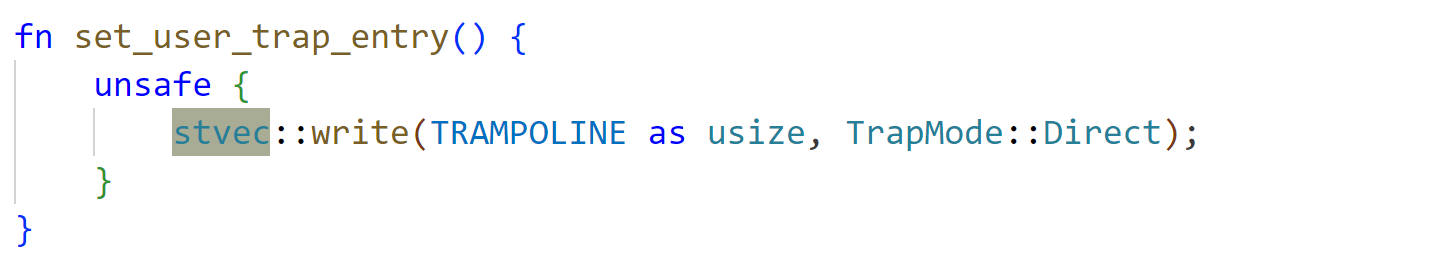 fn set_user_trap_entry() {
    unsafe {
        stvec::write(TRAMPOLINE as usize, TrapMode::Direct);
    }
}